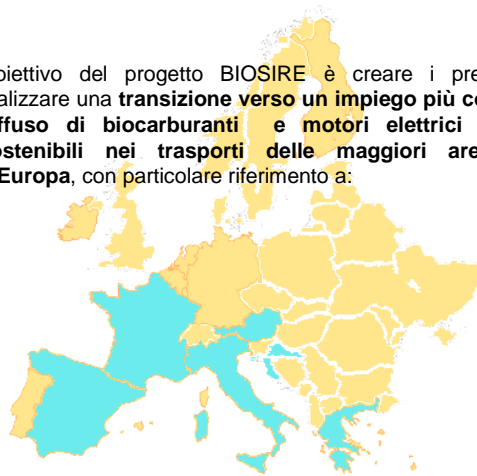 biettivo del progetto BIOSIRE è creare i pre
alizzare una transizione verso un impiego più co
ffuso di biocarburanti e motori elettrici
ostenibili nei trasporti delle maggiori are
Europa, con particolare riferimento a: